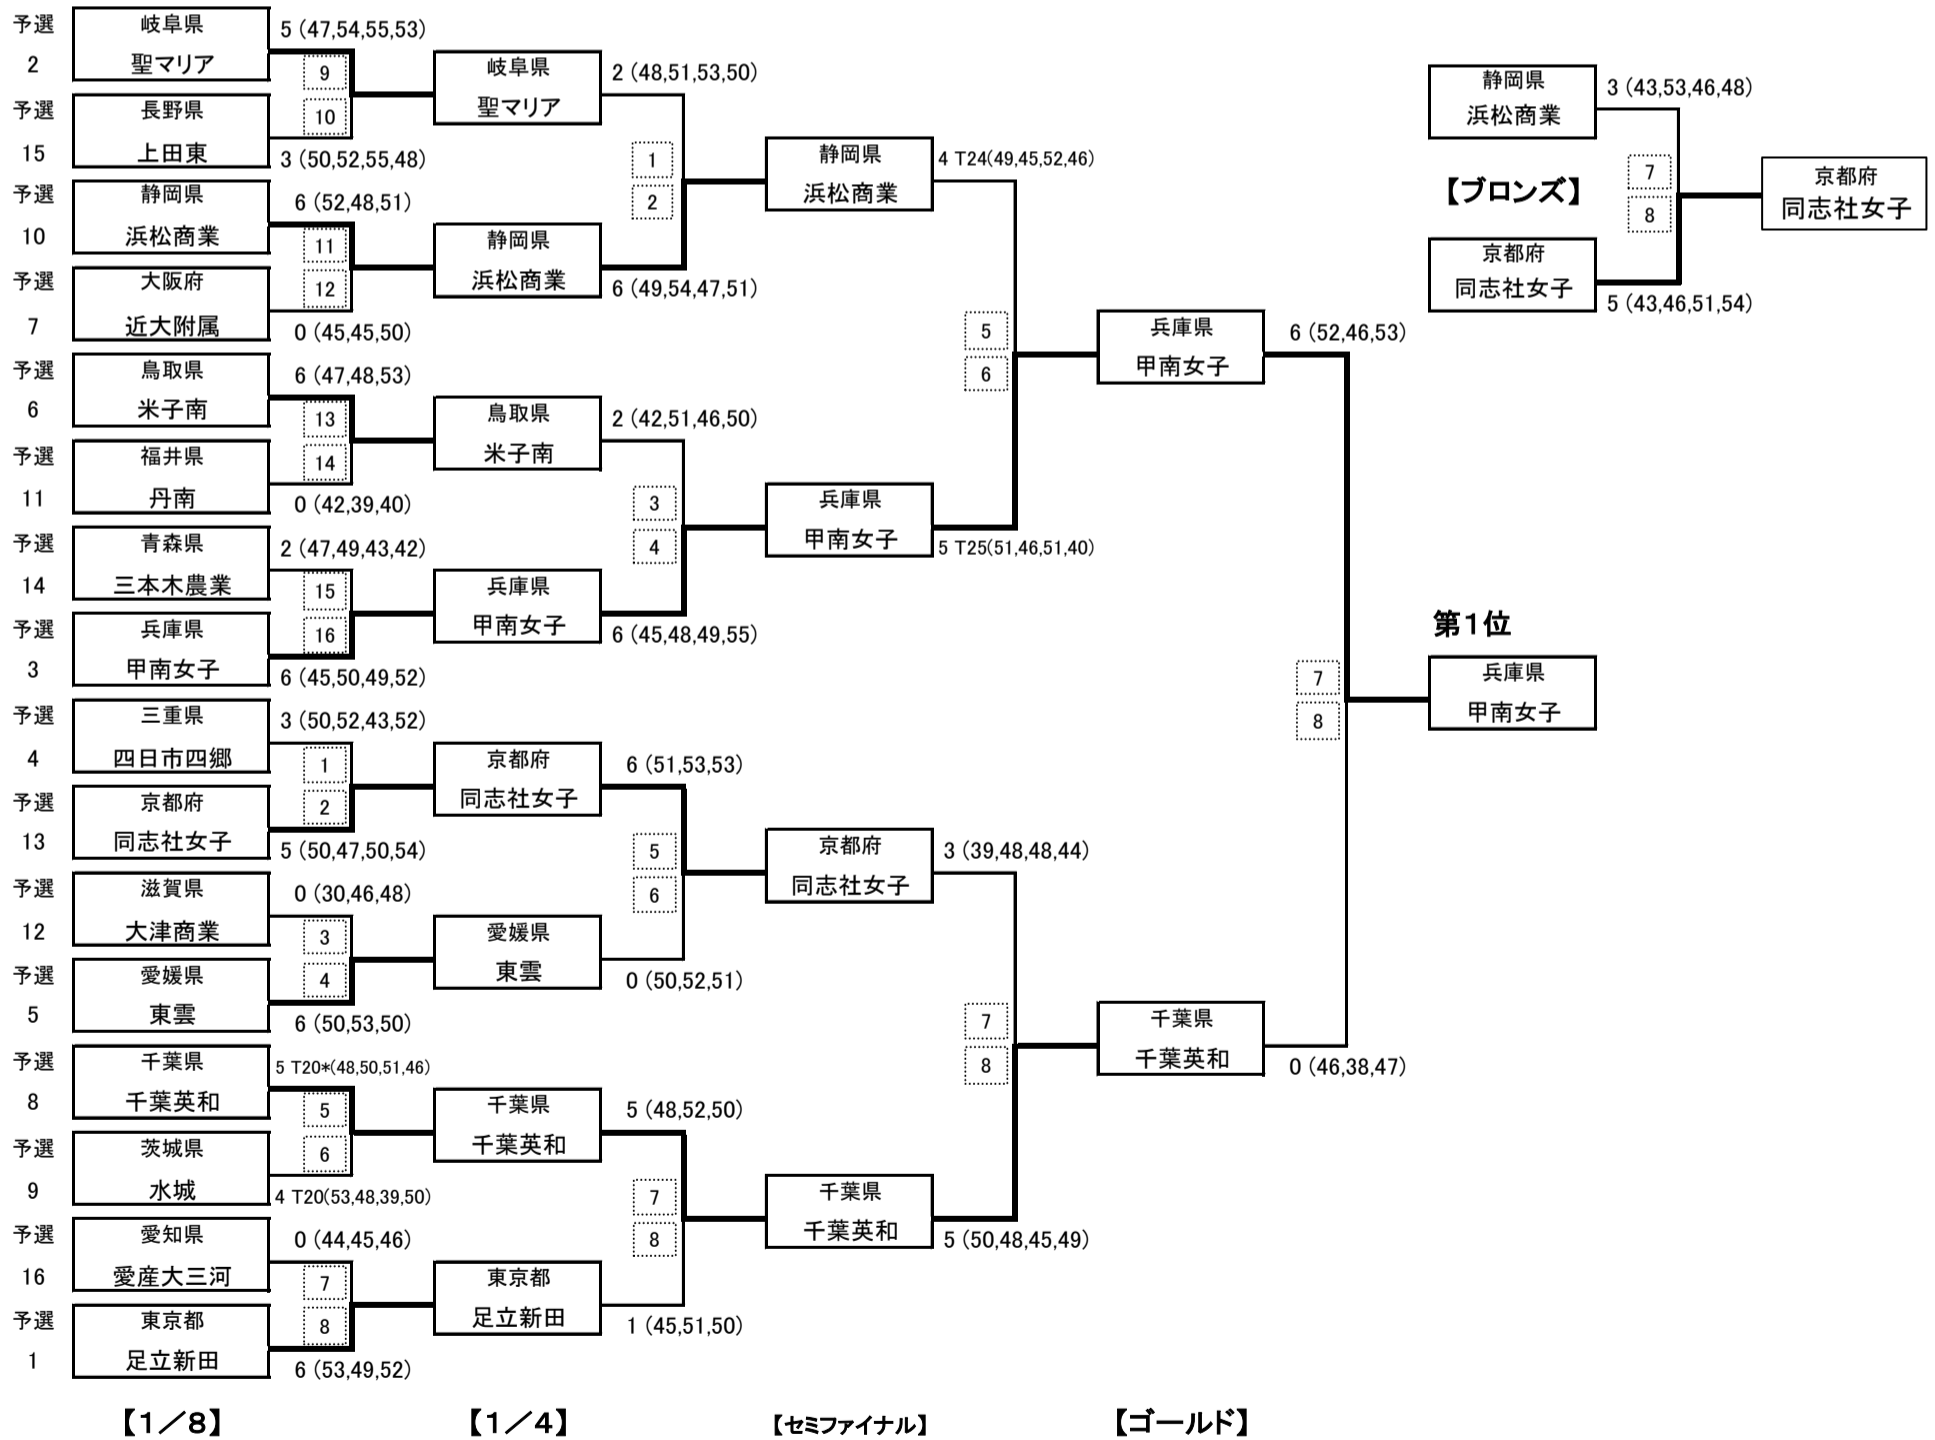 予選
2
岐阜県
聖マリア
5 (47,54,55,53)
9
10
予選
15
長野県
上田東
3 (50,52,55,48)
予選
10
静岡県
浜松商業
6 (52,48,51)
11
12
予選
7
大阪府
近大附属
0 (45,45,50)
予選
6
鳥取県
米子南
6 (47,48,53)
13
14
予選
11
福井県
丹南
0 (42,39,40)
予選
14
青森県
三本木農業
2 (47,49,43,42)
15
16
予選
3
兵庫県
甲南女子
6 (45,50,49,52)
予選
4
三重県
四日市四郷
3 (50,52,43,52)
1
2
予選
13
京都府
同志社女子
5 (50,47,50,54)
予選
12
滋賀県
大津商業
0 (30,46,48)
3
4
予選
5
愛媛県
東雲
6 (50,53,50)
予選
8
千葉県
千葉英和
5 T20*(48,50,51,46)
5
6
予選
9
茨城県
水城
4 T20(53,48,39,50)
予選
16
愛知県
愛産大三河
0 (44,45,46)
7
8
予選
1
東京都
足立新田
6 (53,49,52)
【1／8】
岐阜県
聖マリア
2 (48,51,53,50)
1
2
静岡県
浜松商業
6 (49,54,47,51)
鳥取県
米子南
2 (42,51,46,50)
3
4
兵庫県
甲南女子
6 (45,48,49,55)
京都府
同志社女子
6 (51,53,53)
5
6
愛媛県
東雲
0 (50,52,51)
千葉県
千葉英和
5 (48,52,50)
7
8
東京都
足立新田
1 (45,51,50)
【1／4】
静岡県
浜松商業
4 T24(49,45,52,46)
5
6
兵庫県
甲南女子
5 T25(51,46,51,40)
京都府
同志社女子
3 (39,48,48,44)
7
8
千葉県
千葉英和
5 (50,48,45,49)
【セミファイナル】
兵庫県
甲南女子
6 (52,46,53)
7
8
千葉県
千葉英和
0 (46,38,47)
【ゴールド】
第1位
兵庫県
甲南女子
静岡県
浜松商業
3 (43,53,46,48)
【ブロンズ】
7
8
京都府
同志社女子
5 (43,46,51,54)
京都府
同志社女子